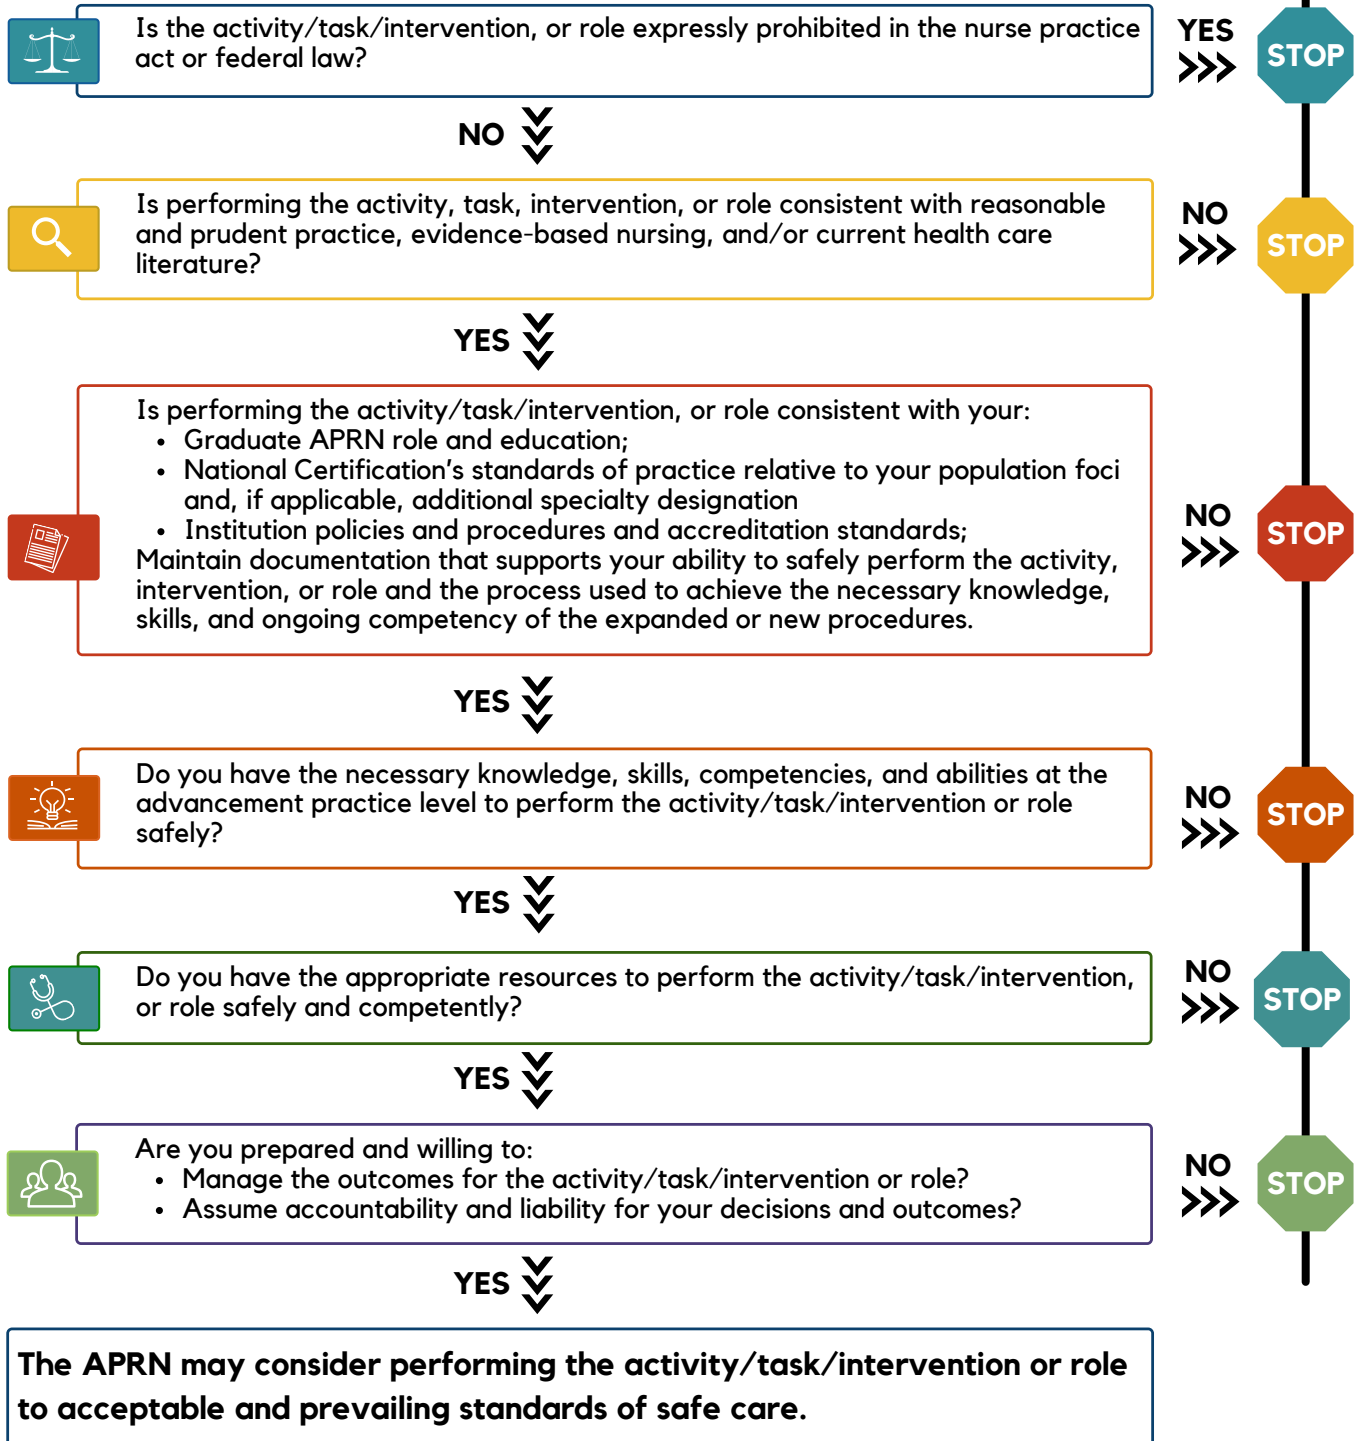 Is the activity/task/intervention, or role expressly prohibited in the nurse practice
act or federal law?
YES
STOP
NO
Is performing the activity, task, intervention, or role consistent with reasonable
and prudent practice, evidence-based nursing, and/or current health care
literature?
NO
STOP
YES
Is performing the activity/task/intervention, or role consistent with your:
• Graduate APRN role and education;
• National Certification's standards of practice relative to your population foci
and, if applicable, additional specialty designation
• Institution policies and procedures and accreditation standards;
Maintain documentation that supports your ability to safely perform the activity,
intervention, or role and the process used to achieve the necessary knowledge,
skills, and ongoing competency of the expanded or new procedures.
NO
STOP
YES
Do you have the necessary knowledge, skills, competencies, and abilities at the
advancement practice level to perform the activity/task/intervention or role
safely?
NO
STOP
YES
Do you have the appropriate resources to perform the activity/task/intervention,
or role safely and competently?
NO
STOP
YES
Are you prepared and willing to:
• Manage the outcomes for the activity/task/intervention or role?
• Assume accountability and liability for your decisions and outcomes?
NO
STOP
YES
The APRN may consider performing the activity/task/intervention or role
to acceptable and prevailing standards of safe care.